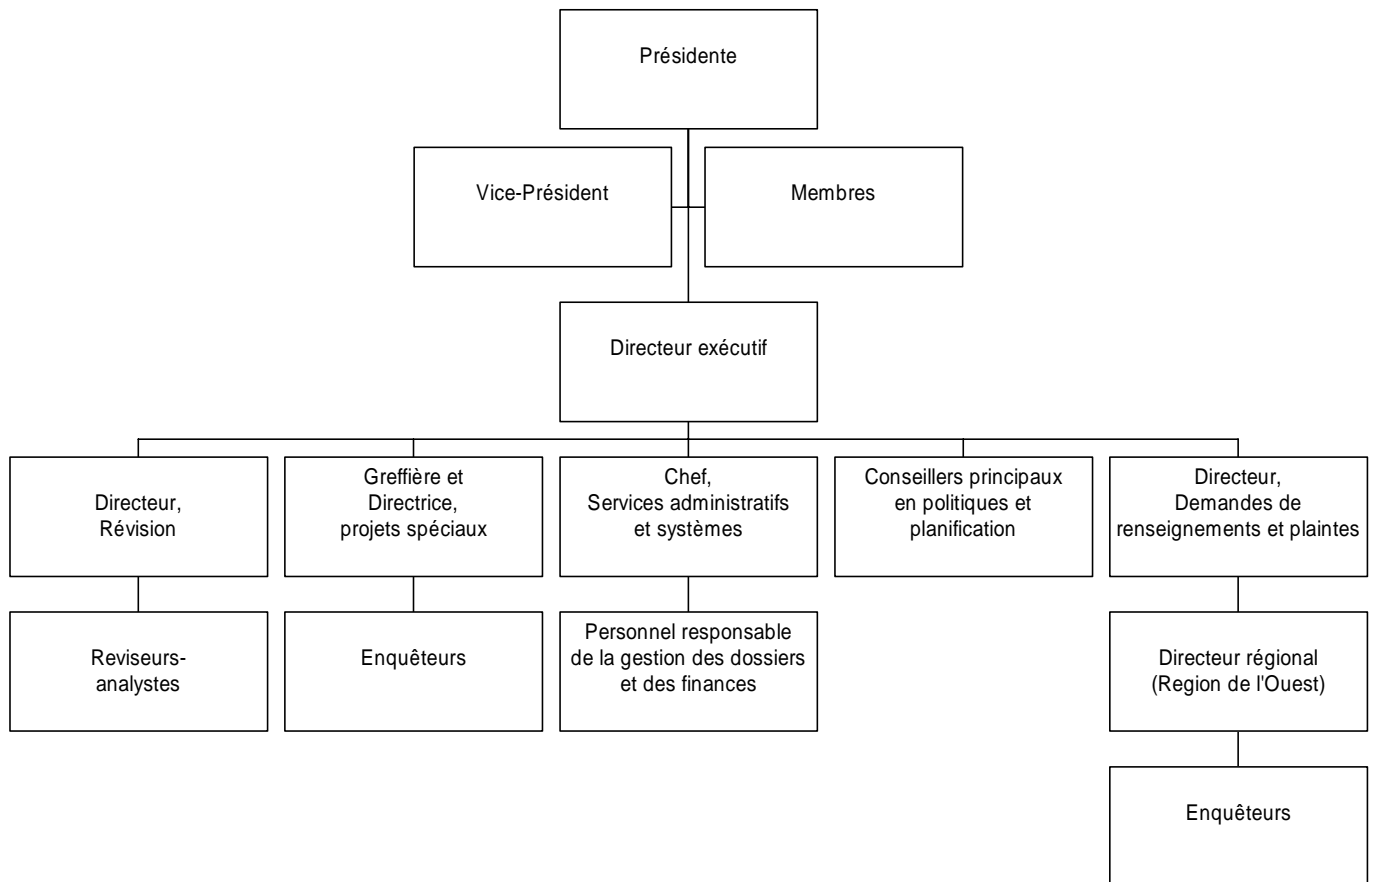 Présidente
Vice-Président
Membres
Directeur exécutif
Directeur,
Révision
Greffière et
Directrice,
projets spéciaux
Chef,
Services administratifs
et systèmes
Conseillers principaux
en politiques et
planification
Directeur,
Demandes de
renseignements et plaintes
Reviseurs-
analystes
Enquêteurs
Personnel responsable
de la gestion des dossiers
et des finances
Directeur régional
(Region de l'Ouest)
Enquêteurs